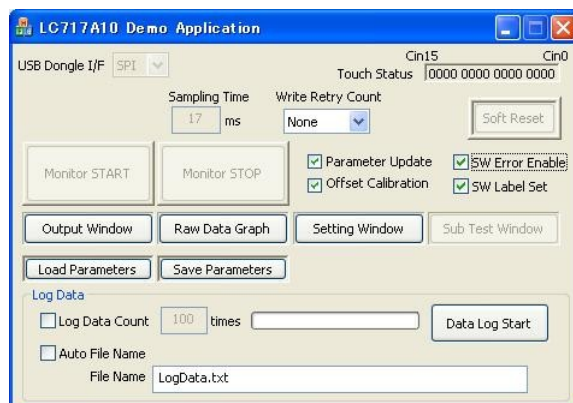 LC717A10 Demo Application
Cin15 Cin0
USB Dongle I/F SPI Touch Status 0000 0000 0000 0000
Sampling Time Write Retry Count
17 ms None Soft Reset
Monitor START Monitor STOP Parameter Update SW Error Enable
Offset Calibration SW Label Set
Output Window Raw Data Graph Setting Window Sub Test Window
Load Parameters Save Parameters
Log Data
Log Data Count 100 times Data Log Start
Auto File Name
File Name LogData.txt